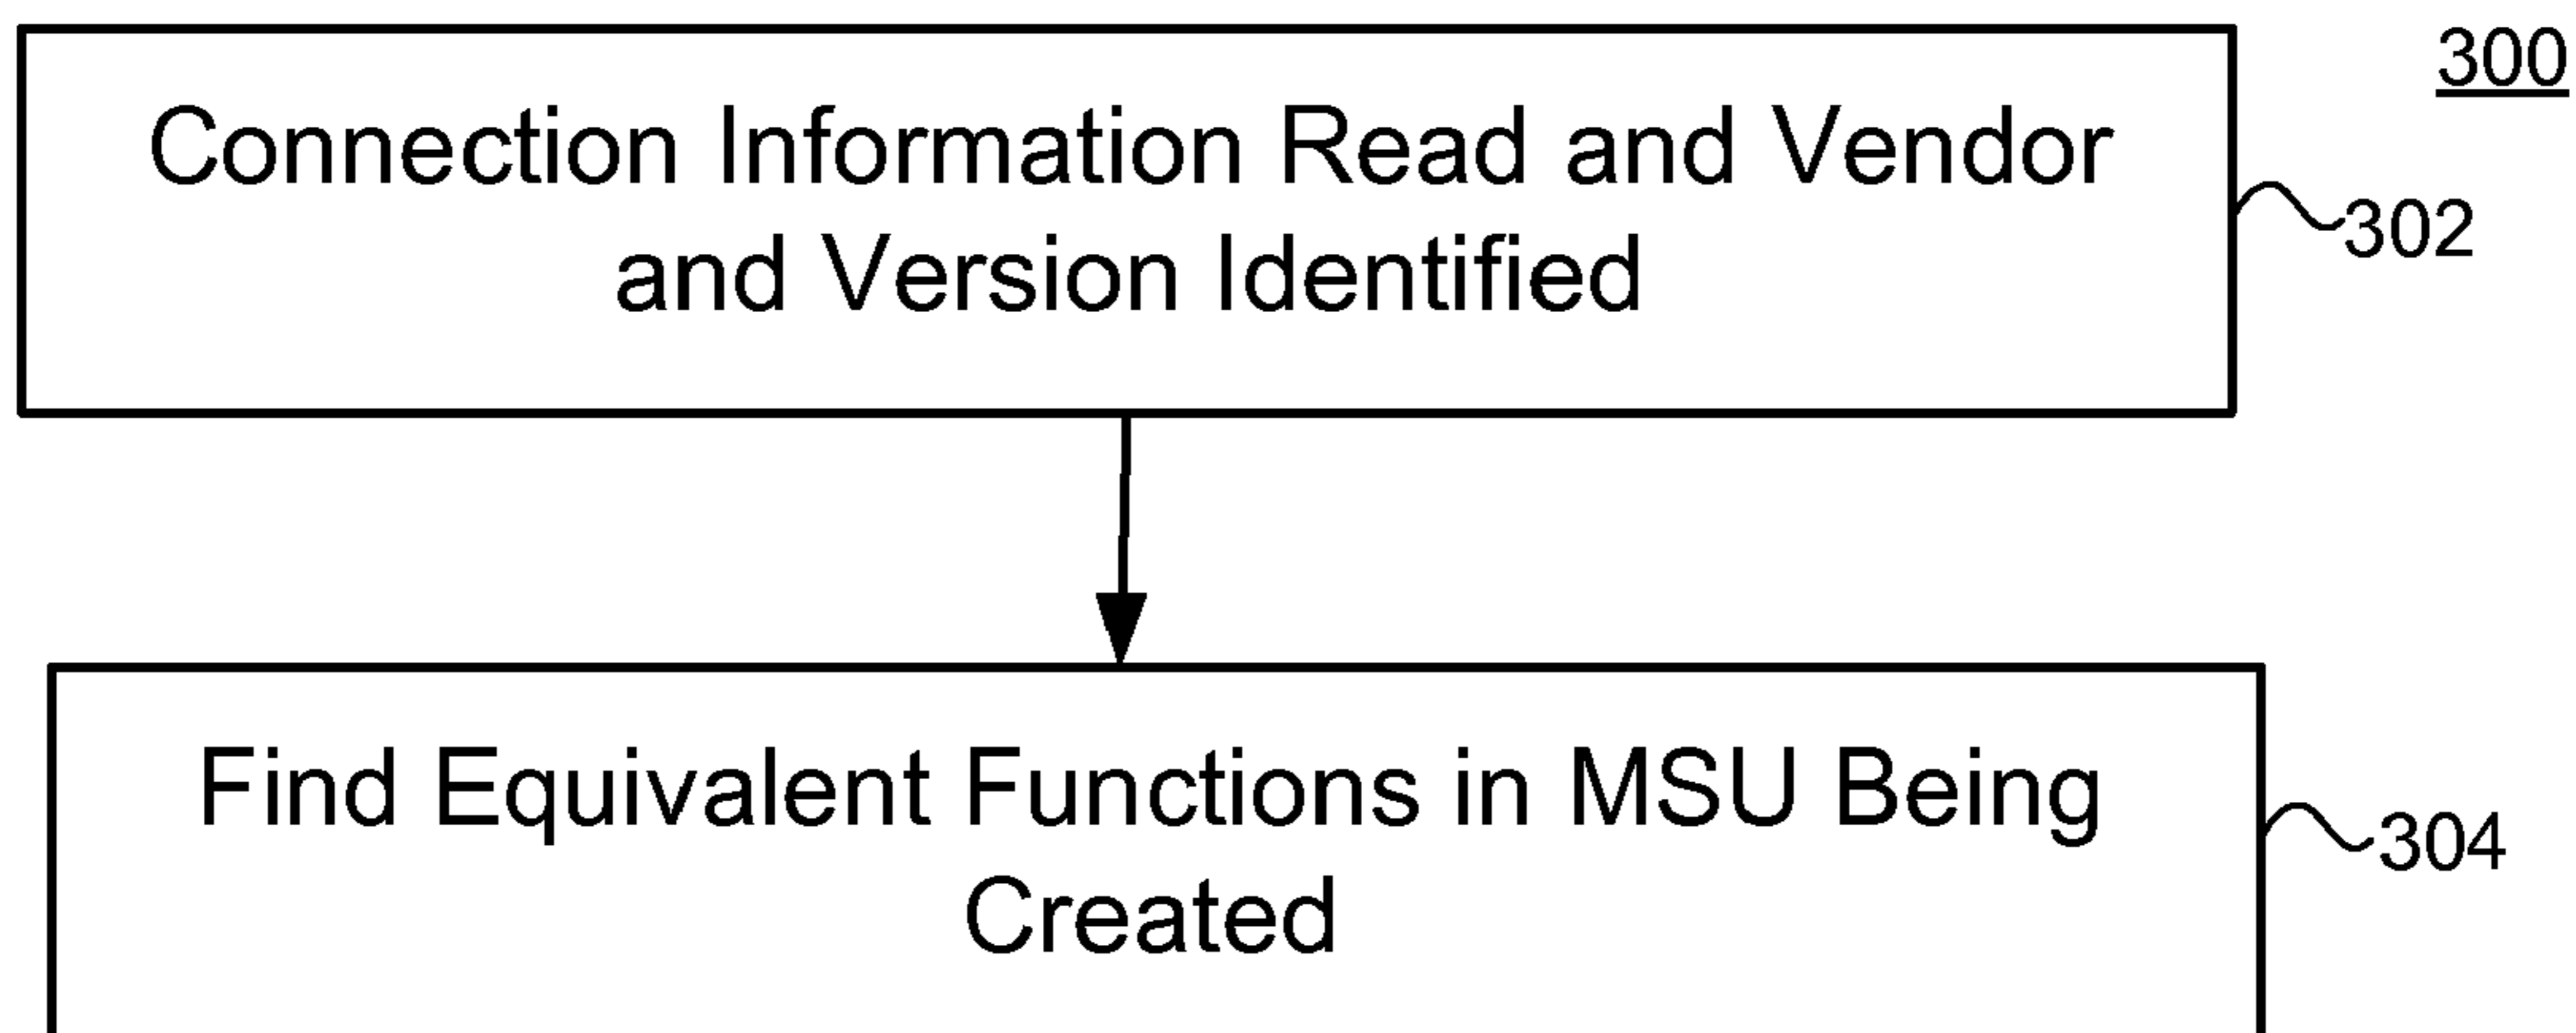 300
Connection Information Read and Vendor
and Version Identified
302
Find Equivalent Functions in MSU Being
Created
304